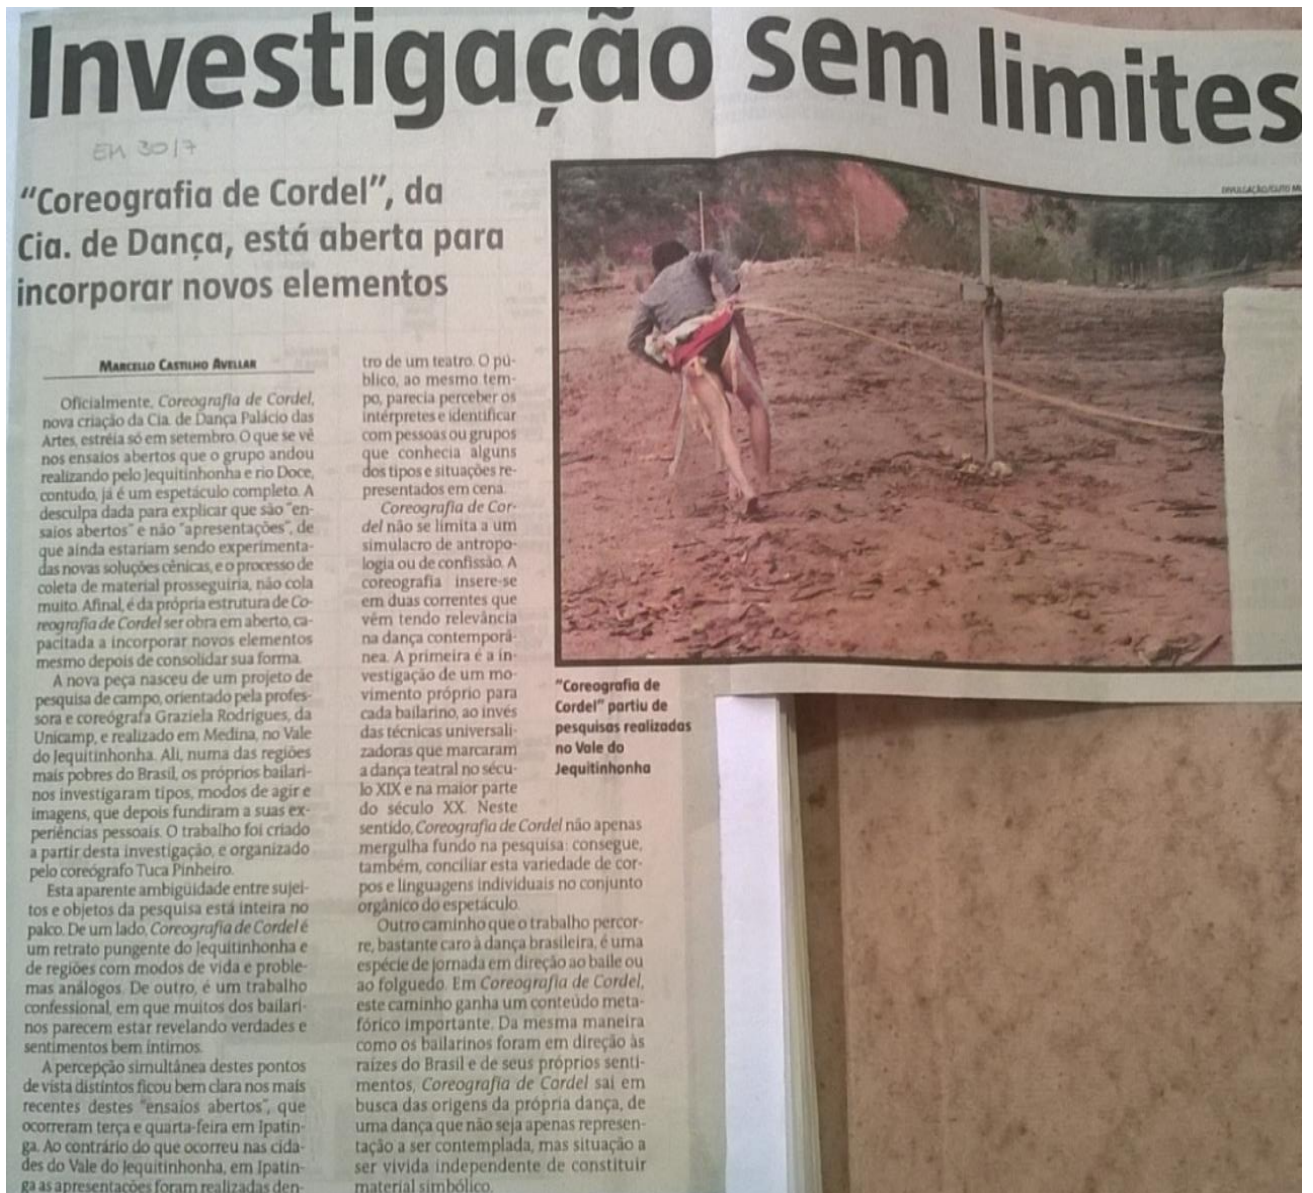 Investigação sem limites
EM 30/7
"Coreografia de Cordel", da
Cia. de Dança, está aberta para
incorporar novos elementos
MARCELLO CASTILHO AVELLAR
Oficialmente, Coreografia de Cordel,
nova criação da Cia. de Dança Palácio das
Artes, estréia só em setembro. O que se vê
nos ensaios abertos que o grupo andou
realizando pelo Jequitinhonha e rio Doce,
contudo, já é um espetáculo completo. A
desculpa dada para explicar que são "en-
saios abertos" e não "apresentações", de
que ainda estariam sendo experimenta-
das novas soluções cênicas, e o processo de
coleta de material prosseguiria, não cola
muito. Afinal, é da própria estrutura de Co-
reografia de Cordel ser obra em aberto, ca-
pacitada a incorporar novos elementos
mesmo depois de consolidar sua forma.
A nova peça nasceu de um projeto de
pesquisa de campo, orientado pela profes-
sora e coreógrafa Graziela Rodrigues, da
Unicamp, e realizado em Medina, no Vale
do Jequitinhonha. Ali, numa das regiões
mais pobres do Brasil, os próprios bailari-
nos investigaram tipos, modos de agir e
imagens, que depois fundiram a suas ex-
periências pessoais. O trabalho foi criado
a partir desta investigação, e organizado
pelo coreógrafo Tuca Pinheiro.
Esta aparente ambigüidade entre sujei-
tos e objetos da pesquisa está inteira no
palco. De um lado, Coreografia de Cordel é
um retrato pungente do Jequitinhonha e
de regiões com modos de vida e proble-
mas análogos. De outro, é um trabalho
confessional, em que muitos dos bailari-
nos parecem estar revelando verdades e
sentimentos bem íntimos.
A percepção simultânea destes pontos
de vista distintos ficou bem clara nos mais
recentes destes "ensaios abertos", que
ocorreram terça e quarta-feira em Ipatin-
ga. Ao contrário do que ocorreu nas cida-
des do Vale do Jequitinhonha, em Ipatin-
ga as apresentações foram realizadas den-
tro de um teatro. O pú-
blico, ao mesmo tem-
po, parecia perceber os
intérpretes e identificar
com pessoas ou grupos
que conhecia alguns
dos tipos e situações re-
presentados em cena.
Coreografia de Cor-
del não se limita a um
simulacro de antropo-
logia ou de confissão. A
coreografia insere-se
em duas correntes que
vêm tendo relevância
na dança contemporâ-
nea. A primeira é a in-
vestigação de um mo-
vimento próprio para
cada bailarino, ao invés
das técnicas universali-
zadoras que marcaram
a dança teatral no sécu-
lo XIX e na maior parte
do século XX. Neste
sentido, Coreografia de Cordel não apenas
mergulha fundo na pesquisa: consegue,
também, conciliar esta variedade de cor-
pos e linguagens individuais no conjunto
orgânico do espetáculo.
Outro caminho que o trabalho percor-
re, bastante caro à dança brasileira, é uma
espécie de jornada em direção ao baile ou
ao folguedo. Em Coreografia de Cordel,
este caminho ganha um conteúdo meta-
fórico importante. Da mesma maneira
como os bailarinos foram em direção às
raízes do Brasil e de seus próprios senti-
mentos, Coreografia de Cordel sai em
busca das origens da própria dança, de
uma dança que não seja apenas represen-
tação a ser contemplada, mas situação a
ser vivida independente de constituir
material simbólico.
DIVULGAÇÃO/GUTO
"Coreografia de
Cordel" partiu de
pesquisas realizadas
no Vale do
Jequitinhonha